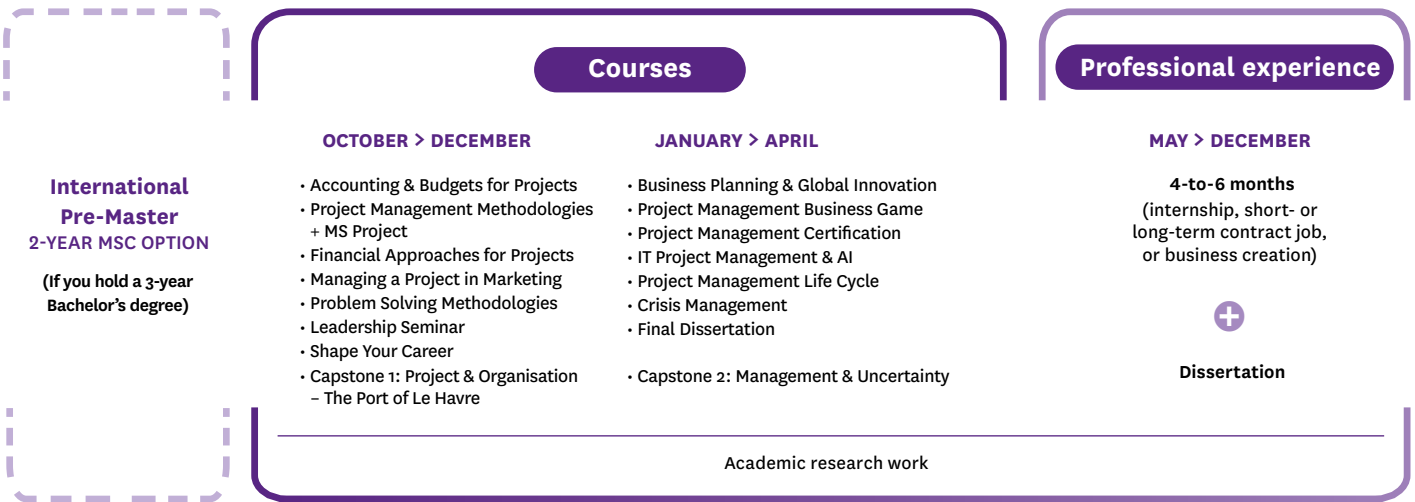 Courses
Professional experience
International
Pre-Master
2-YEAR MSC OPTION
(If you hold a 3-year
Bachelor's degree)
OCTOBER > DECEMBER
• Accounting & Budgets for Projects
• Project Management Methodologies
+ MS Project
• Financial Approaches for Projects
• Managing a Project in Marketing
• Problem Solving Methodologies
• Leadership Seminar
• Shape Your Career
• Capstone 1: Project & Organisation
– The Port of Le Havre
JANUARY > APRIL
• Business Planning & Global Innovation
• Project Management Business Game
• Project Management Certification
• IT Project Management & AI
• Project Management Life Cycle
• Crisis Management
• Final Dissertation
• Capstone 2: Management & Uncertainty
MAY > DECEMBER
4-to-6 months
(internship, short- or
long-term contract job,
or business creation)
+
Dissertation
Academic research work